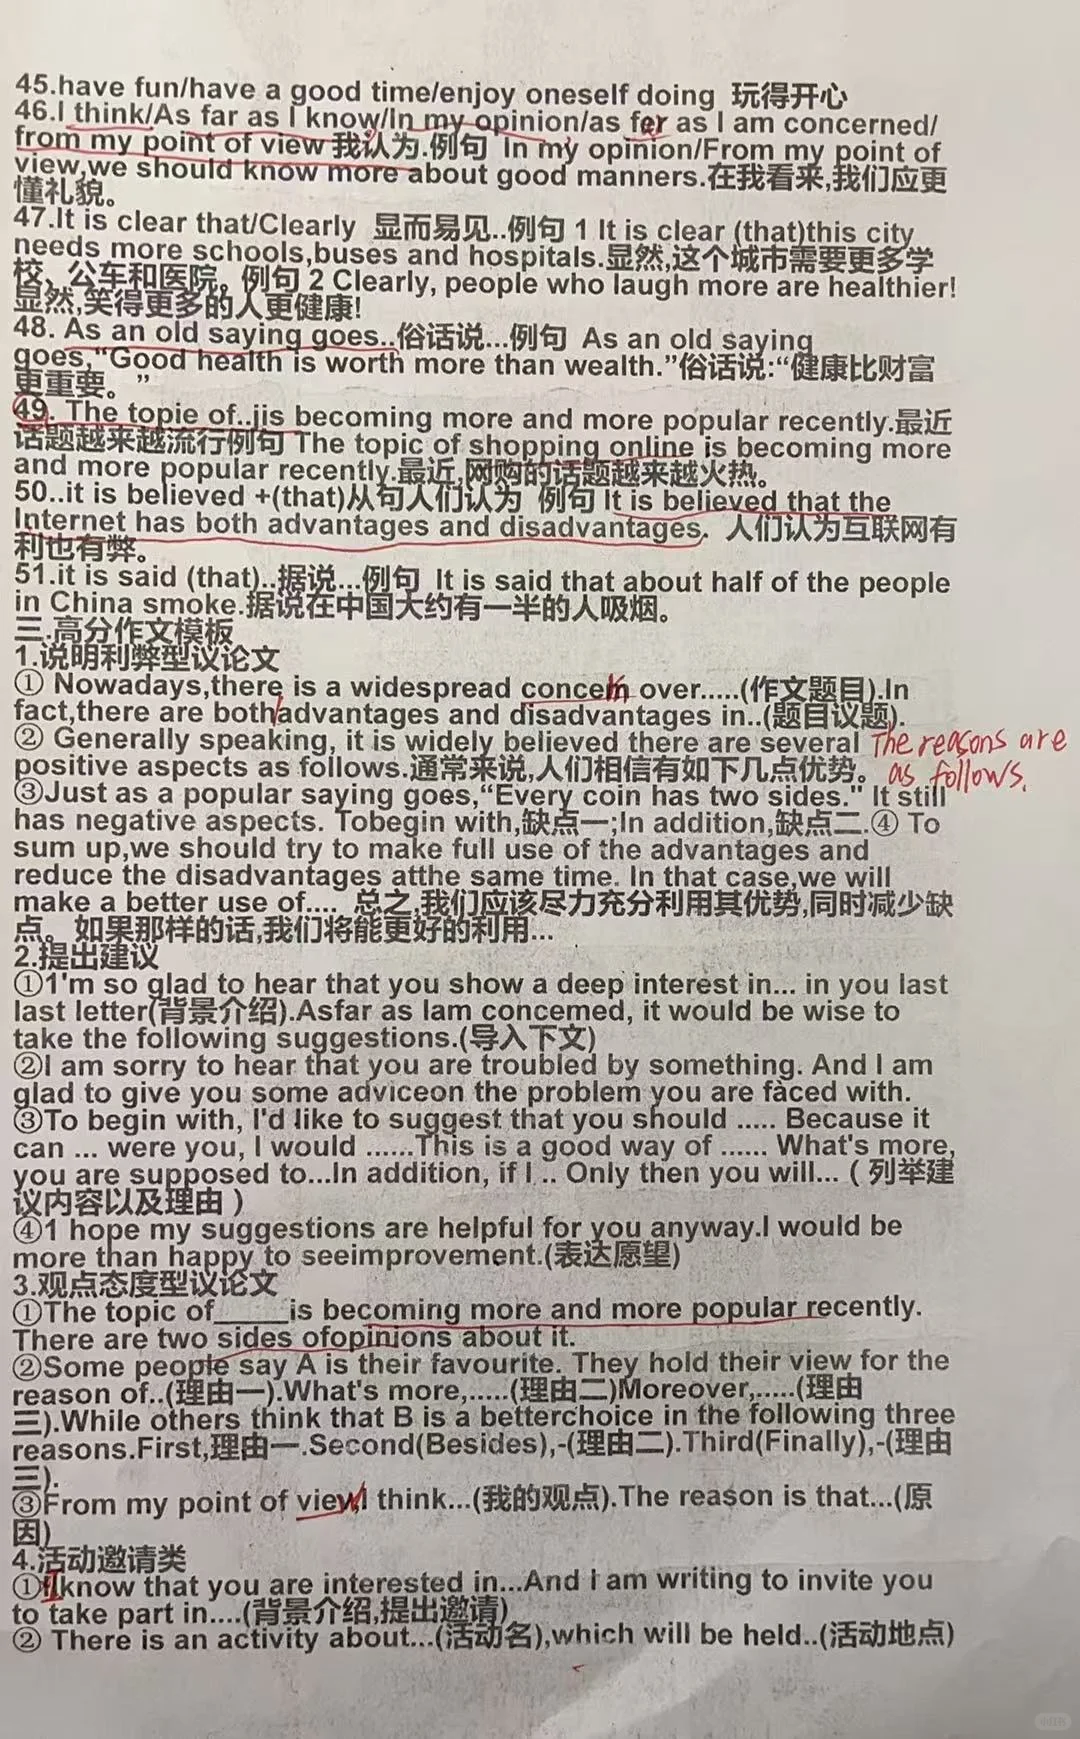 45.have fun/have a good time/enjoy oneself doing 玩得开心
46.I think/As far as I know/In my opinion/as far as I am concerned/
from my point of view 我认为.例句 In my opinion/From my point of
view,we should know more about good manners.在我看来,我们应更
懂礼貌。
47.It is clear that/Clearly 显而易见..例句 1 It is clear (that)this city
needs more schools,buses and hospitals.显然,这个城市需要更多学
校、公车和医院。例句 2 Clearly, people who laugh more are healthier!
显然,笑得更多的人更健康!
48. As an old saying goes..俗话说...例句 As an old saying
goes,“Good health is worth more than wealth.”俗话说:“健康比财富
更重要。”
49. The topie of..jis becoming more and more popular recently.最近
话题越来越流行例句 The topic of shopping online is becoming more
and more popular recently.最近,网购的话题越来越火热。
50..it is believed +(that)从句人们认为 例句 It is believed that the
Internet has both advantages and disadvantages. 人们认为互联网有
利也有弊。
51.it is said (that)..据说...例句 It is said that about half of the people
in China smoke.据说在中国大约有一半的人吸烟。
三.高分作文模板
1.说明利弊型议论文
① Nowadays,there is a widespread concern over.....(作文题目).In
fact,there are both/advantages and disadvantages in..(题目议题).
② Generally speaking, it is widely believed there are several The reasons are
positive aspects as follows.通常来说,人们相信有如下几点优势。 as follows.
③Just as a popular saying goes,“Every coin has two sides." It still
has negative aspects. Tobegin with,缺点一;In addition,缺点二.④ To
sum up,we should try to make full use of the advantages and
reduce the disadvantages atthe same time. In that case,we will
make a better use of.... 总之,我们应该尽力充分利用其优势,同时减少缺
点。如果那样的话,我们将能更好的利用...
2.提出建议
①1'm so glad to hear that you show a deep interest in... in you last
last letter(背景介绍).Asfar as Iam concemed, it would be wise to
take the following suggestions.(导入下文)
②I am sorry to hear that you are troubled by something. And I am
glad to give you some adviceon the problem you are faced with.
③To begin with, I'd like to suggest that you should ..... Because it
can ... were you, I would ......This is a good way of ...... What's more,
you are supposed to...In addition, if I .. Only then you will... ( 列举建
议内容以及理由 )
④1 hope my suggestions are helpful for you anyway.I would be
more than happy to seeimprovement.(表达愿望)
3.观点态度型议论文
①The topic of_____is becoming more and more popular recently.
There are two sides ofopinions about it.
②Some people say A is their favourite. They hold their view for the
reason of..(理由一).What's more,.....(理由二)Moreover,.....(理由
三).While others think that B is a betterchoice in the following three
reasons.First,理由一.Second(Besides),-(理由二).Third(Finally),-(理由
三).
③From my point of view,I think...(我的观点).The reason is that...(原
因)
4.活动邀请类
①I know that you are interested in...And I am writing to invite you
to take part in....(背景介绍,提出邀请)
② There is an activity about...(活动名),which will be held..(活动地点)